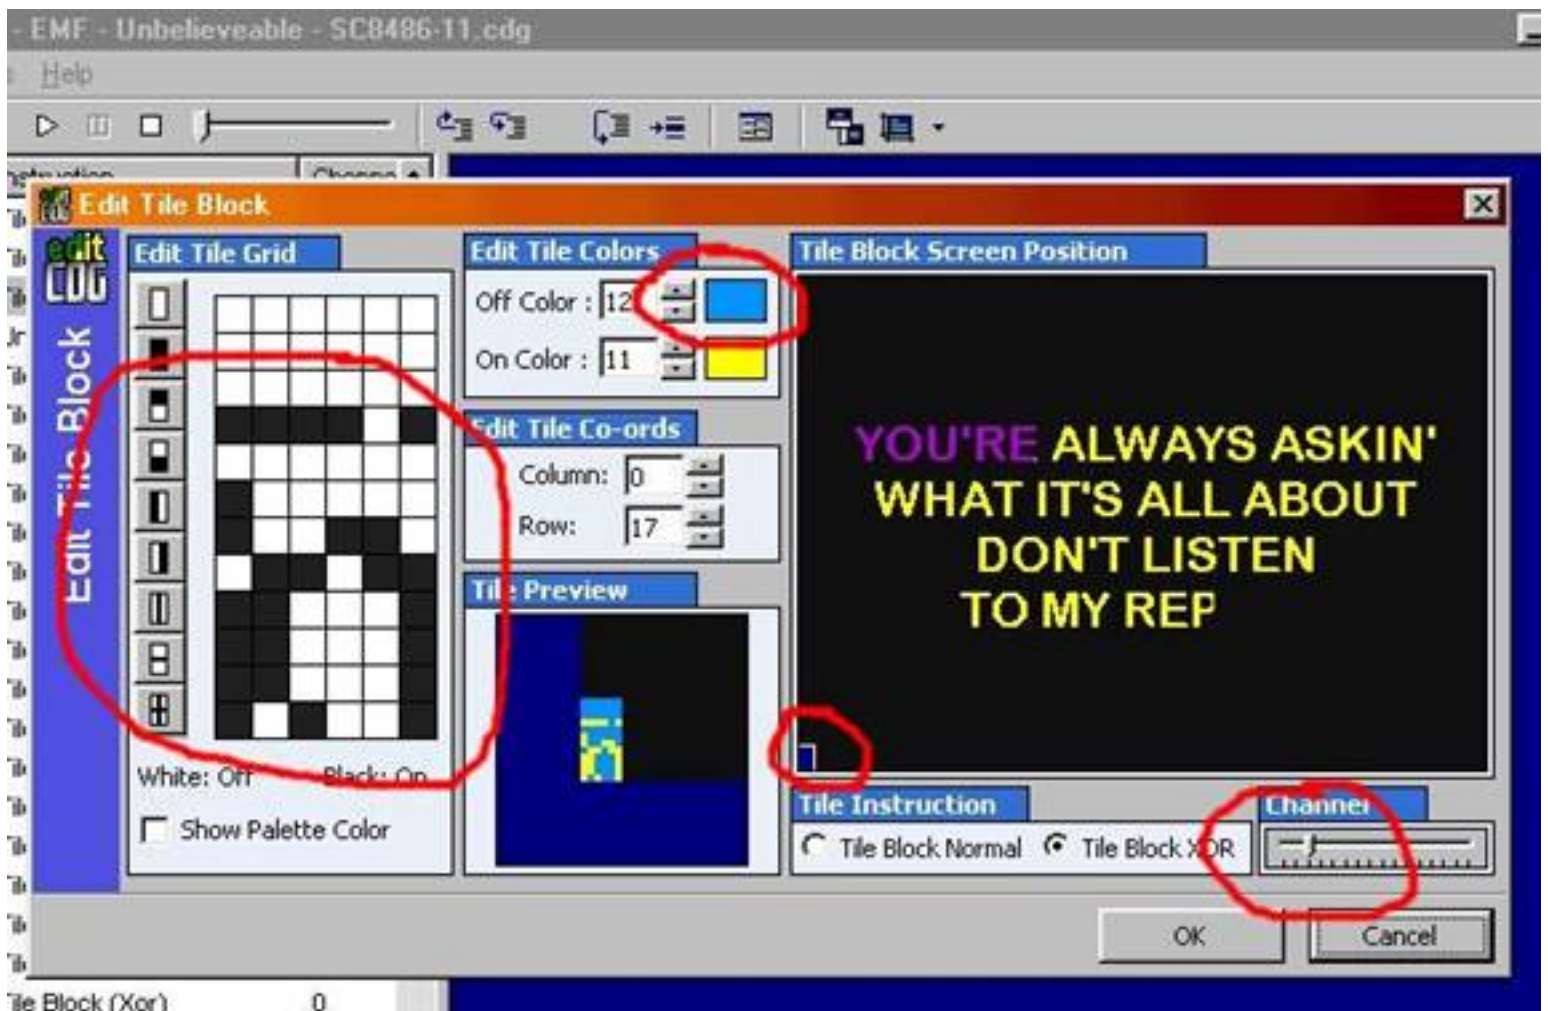 - EMF - Unbelieveable - SC8486-11.cdg
Help
Edit Tile Block
edit
CDG
Edit Tile Block
Edit Tile Grid
White: Off Black: On
Show Palette Color
Edit Tile Colors
Off Color : 12
On Color : 11
Edit Tile Co-ords
Column: 0
Row: 17
Tile Preview
Tile Block Screen Position
YOU'RE ALWAYS ASKIN'
WHAT IT'S ALL ABOUT
DON'T LISTEN
TO MY REP
Tile Instruction
Tile Block Normal Tile Block XOR
Channel
OK Cancel
Block (Xor) 0